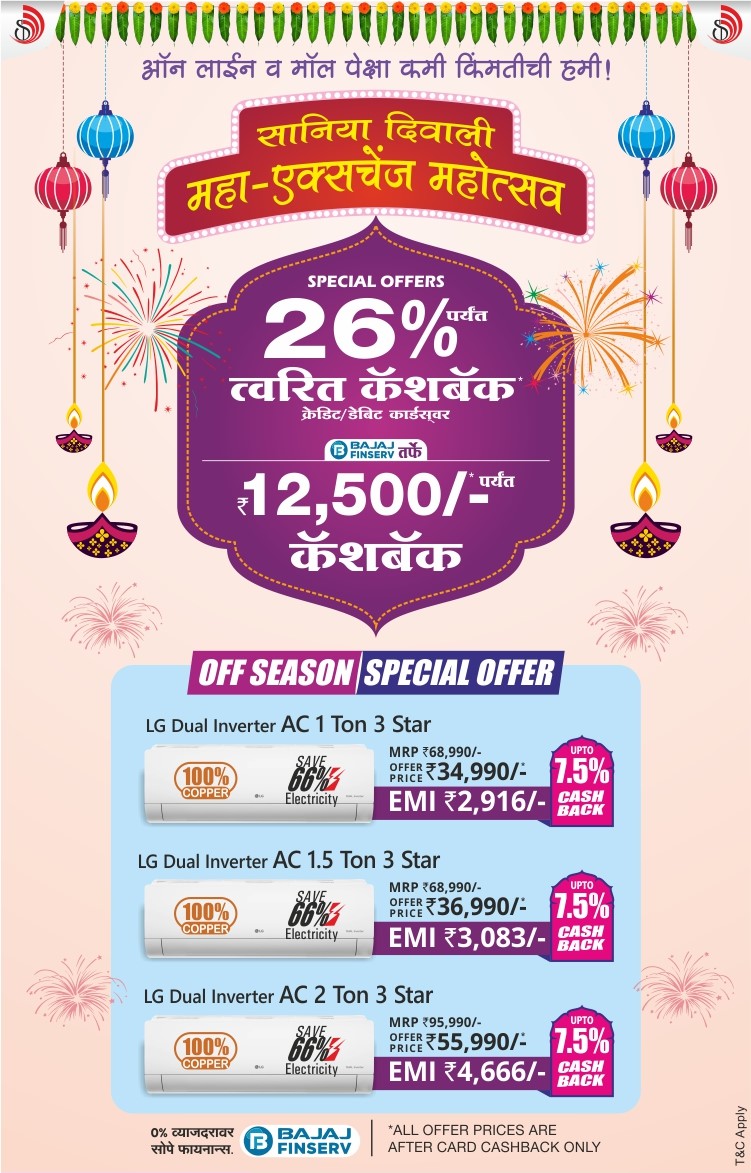 ऑन लाईन व मॉल पेक्षा कमी किंमतीची हमी!
सानिया दिवाली
महा-एक्सचेंज महोत्सव
SPECIAL OFFERS
26% पर्यंत
त्वरित कॅशबॅक*
क्रेडिट/डेबिट कार्डस्‌वर
BAJAJ FINSERV तर्फे
₹12,500/-* पर्यंत
कॅशबॅक
OFF SEASON SPECIAL OFFER
LG Dual Inverter AC 1 Ton 3 Star
100% COPPER
SAVE
66%
Electricity
MRP ₹68,990/-
OFFER PRICE ₹34,990/-*
EMI ₹2,916/-
UPTO
7.5%
CASH
BACK
LG Dual Inverter AC 1.5 Ton 3 Star
100% COPPER
SAVE
66%
Electricity
MRP ₹68,990/-
OFFER PRICE ₹36,990/-*
EMI ₹3,083/-
UPTO
7.5%
CASH
BACK
LG Dual Inverter AC 2 Ton 3 Star
100% COPPER
SAVE
66%
Electricity
MRP ₹95,990/-
OFFER PRICE ₹55,990/-*
EMI ₹4,666/-
UPTO
7.5%
CASH
BACK
0% व्याजदरावर
सोपे फायनान्स.
BAJAJ
FINSERV
*ALL OFFER PRICES ARE
AFTER CARD CASHBACK ONLY
T&C Apply